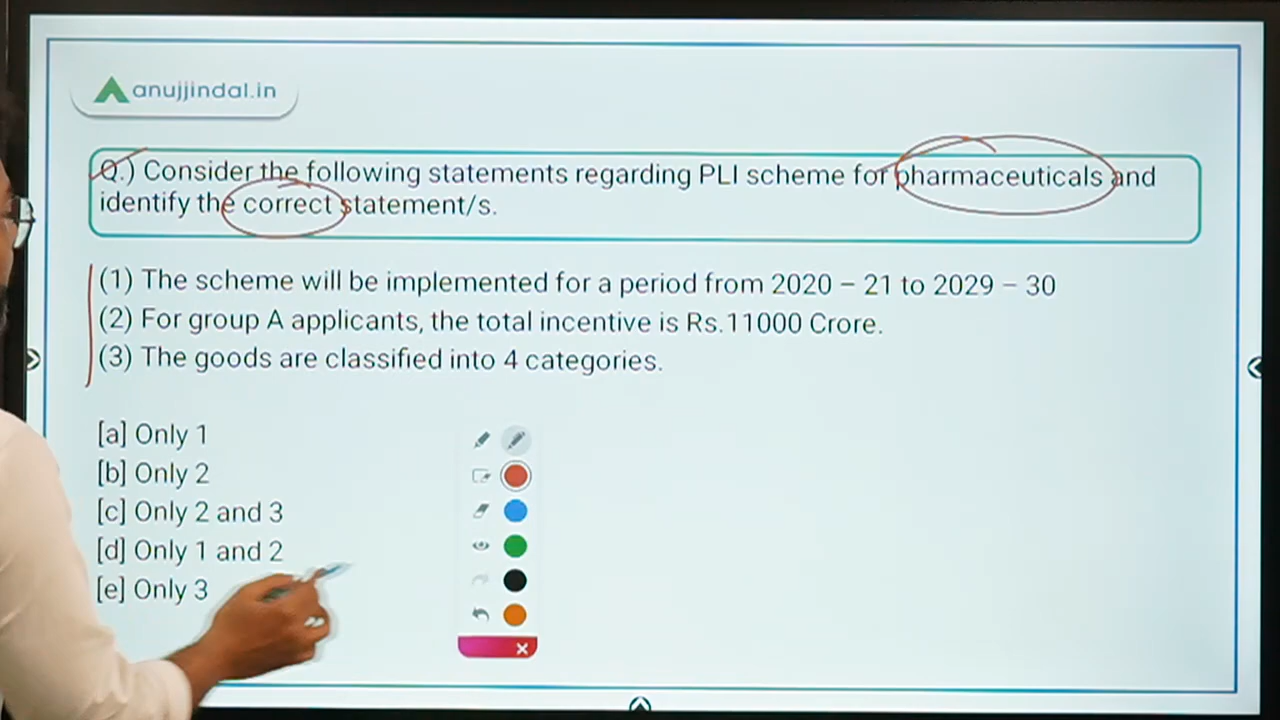 anujjindal.in
Q.) Consider the following statements regarding PLI scheme for pharmaceuticals and
identify the correct statement/s.
(1) The scheme will be implemented for a period from 2020 – 21 to 2029 – 30
(2) For group A applicants, the total incentive is Rs.11000 Crore.
(3) The goods are classified into 4 categories.
[a] Only 1
[b] Only 2
[c] Only 2 and 3
[d] Only 1 and 2
[e] Only 3